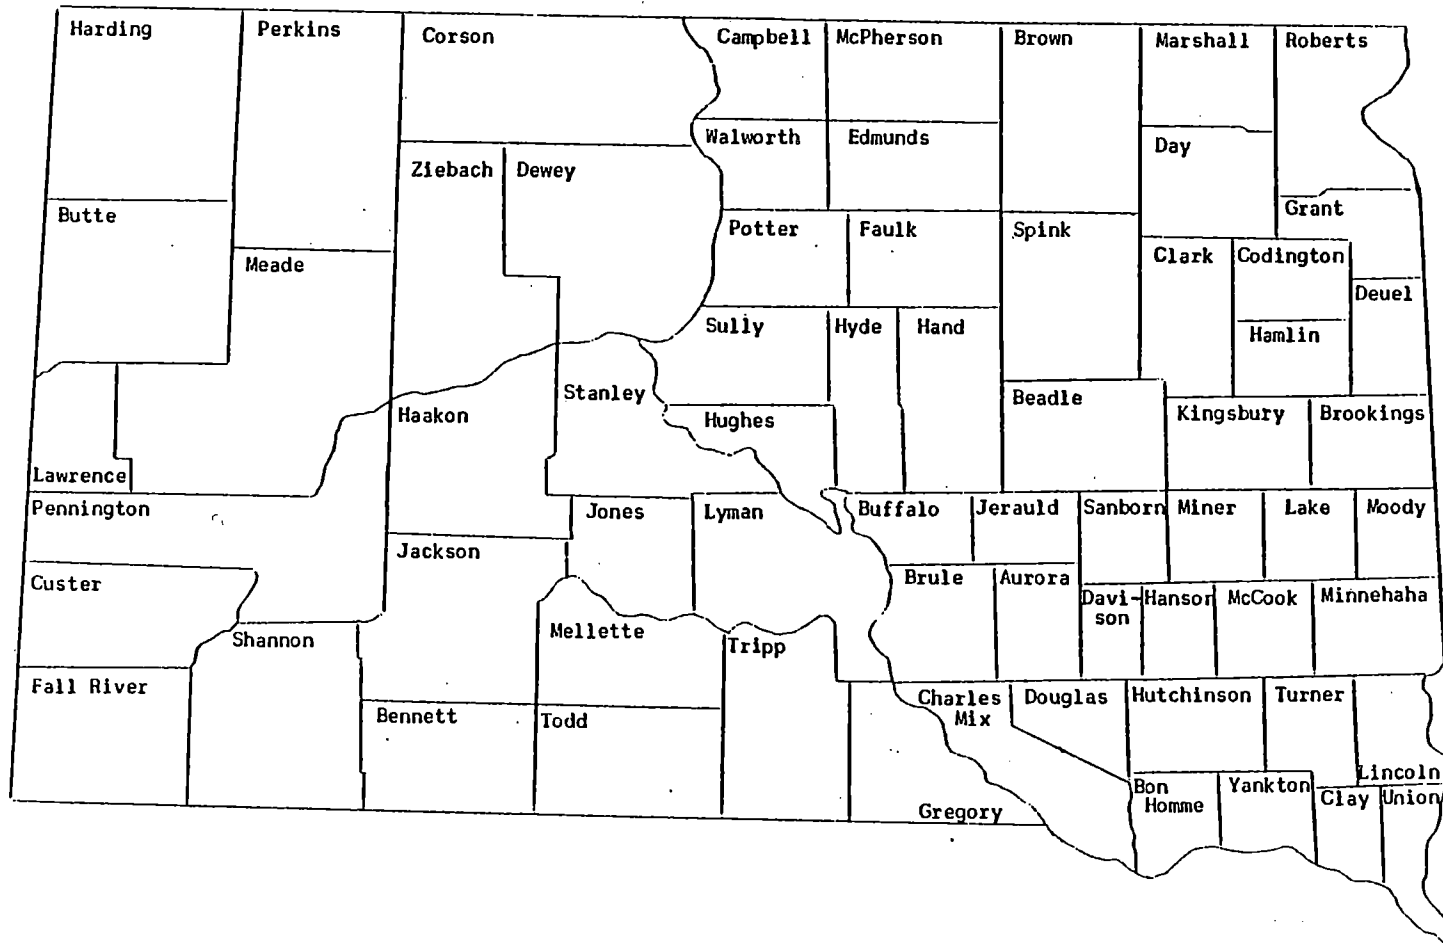 Harding
Perkins
Corson
Campbell
McPherson
Brown
Marshall
Roberts
Walworth
Edmunds
Day
Ziebach
Dewey
Butte
Grant
Potter
Faulk
Spink
Meade
Clark
Codington
Deuel
Sully
Hyde
Hand
Hamlin
Stanley
Haakon
Hughes
Beadle
Kingsbury
Brookings
Lawrence
Pennington
Jones
Lyman
Buffalo
Jerauld
Sanborn
Miner
Lake
Moody
Jackson
Custer
Brule
Aurora
Davi-
son
Hanson
McCook
Minnehaha
Shannon
Mellette
Tripp
Fall River
Charles
Mix
Douglas
Hutchinson
Turner
Bennett
Todd
Lincoln
Bon
Homme
Yankton
Clay
Union
Gregory